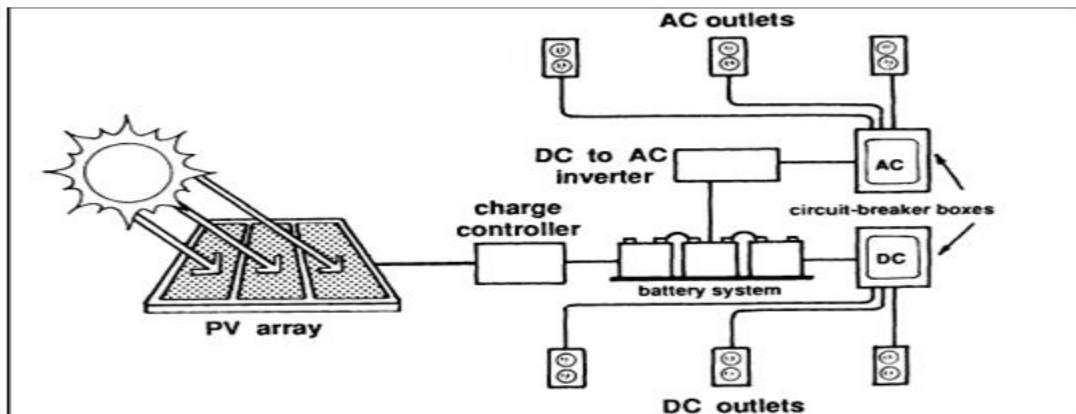 AC outlets
DC to AC
inverter
AC
circuit-breaker boxes
charge
controller
DC
battery system
PV array
DC outlets